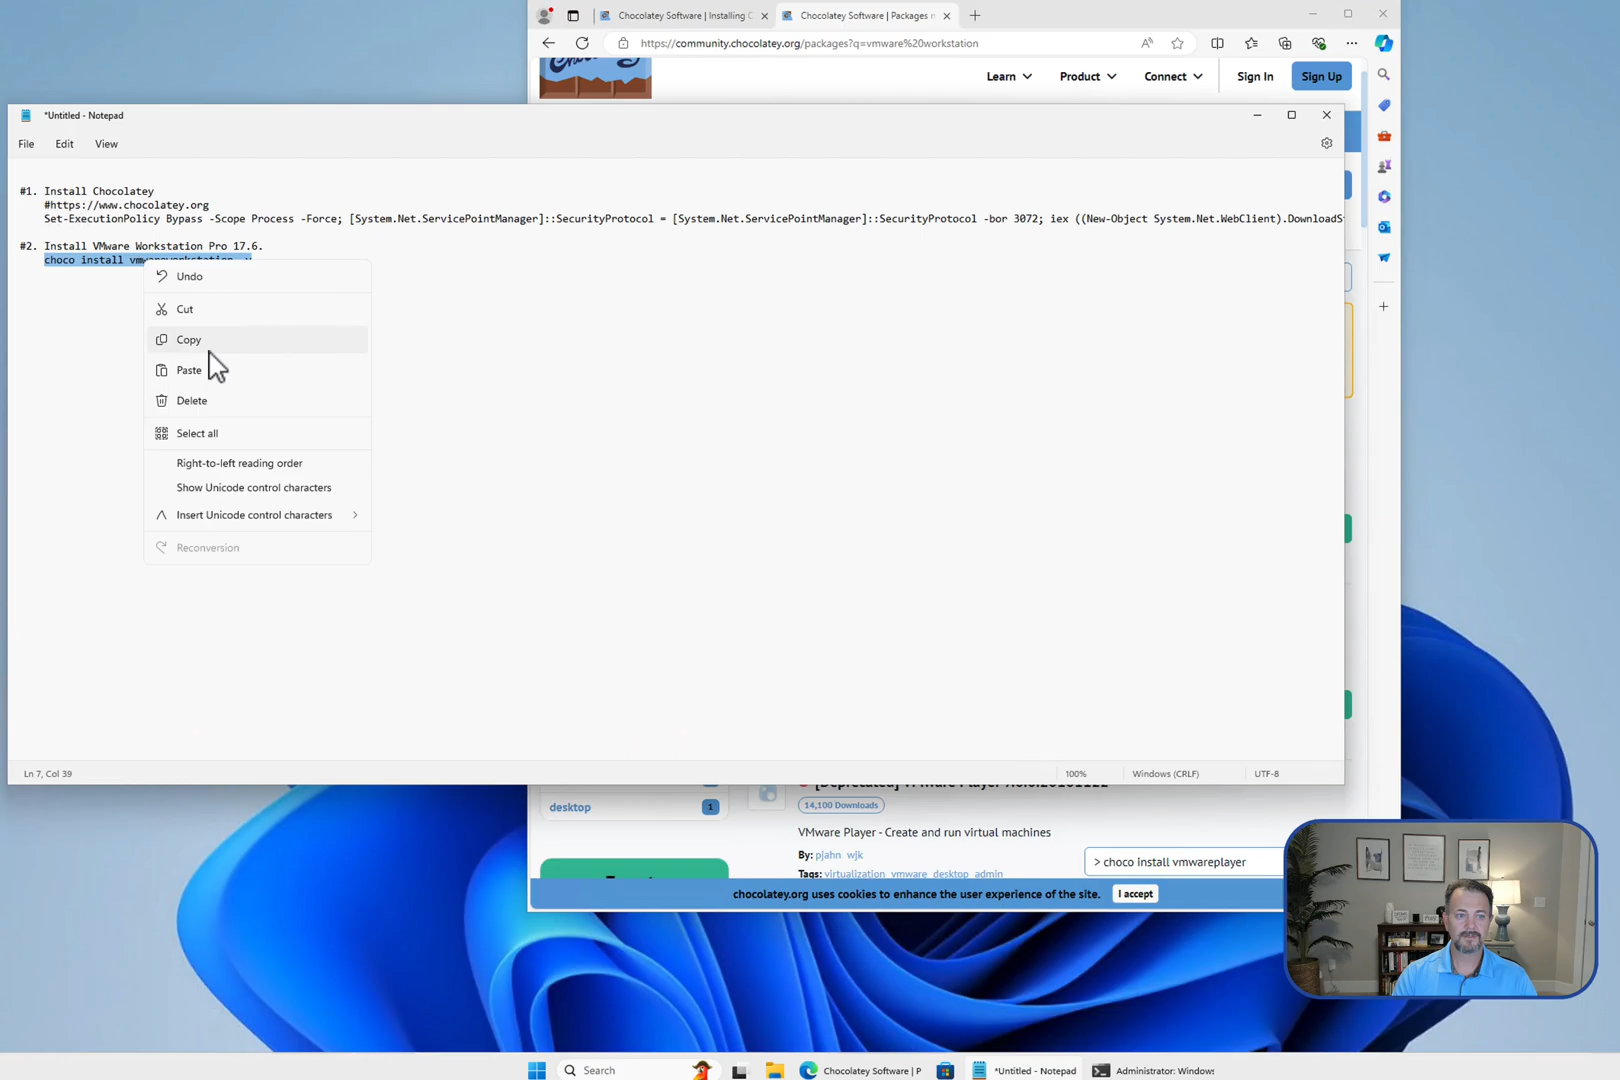 Chocolatey Software | Installing C
Chocolatey Software | Packages m
https://community.chocolatey.org/packages?q=vmware%20workstation
Learn
Product
Connect
Sign In
Sign Up
*Untitled - Notepad
File
Edit
View
#1. Install Chocolatey
#https://www.chocolatey.org
Set-ExecutionPolicy Bypass -Scope Process -Force; [System.Net.ServicePointManager]::SecurityProtocol = [System.Net.ServicePointManager]::SecurityProtocol -bor 3072; iex ((New-Object System.Net.WebClient).DownloadS
#2. Install VMware Workstation Pro 17.6.
choco install vmwareworkstation -y
Undo
Cut
Copy
Paste
Delete
Select all
Right-to-left reading order
Show Unicode control characters
Insert Unicode control characters
Reconversion
Ln 7, Col 39
100%
Windows (CRLF)
UTF-8
[Deprecated] VMware Player
desktop
1
14,100 Downloads
VMware Player - Create and run virtual machines
By: pjahn wjk
> choco install vmwareplayer
Tags: virtualization vmware desktop admin
chocolatey.org uses cookies to enhance the user experience of the site.
I accept
Search
Chocolatey Software | P
*Untitled - Notepad
Administrator: Windows